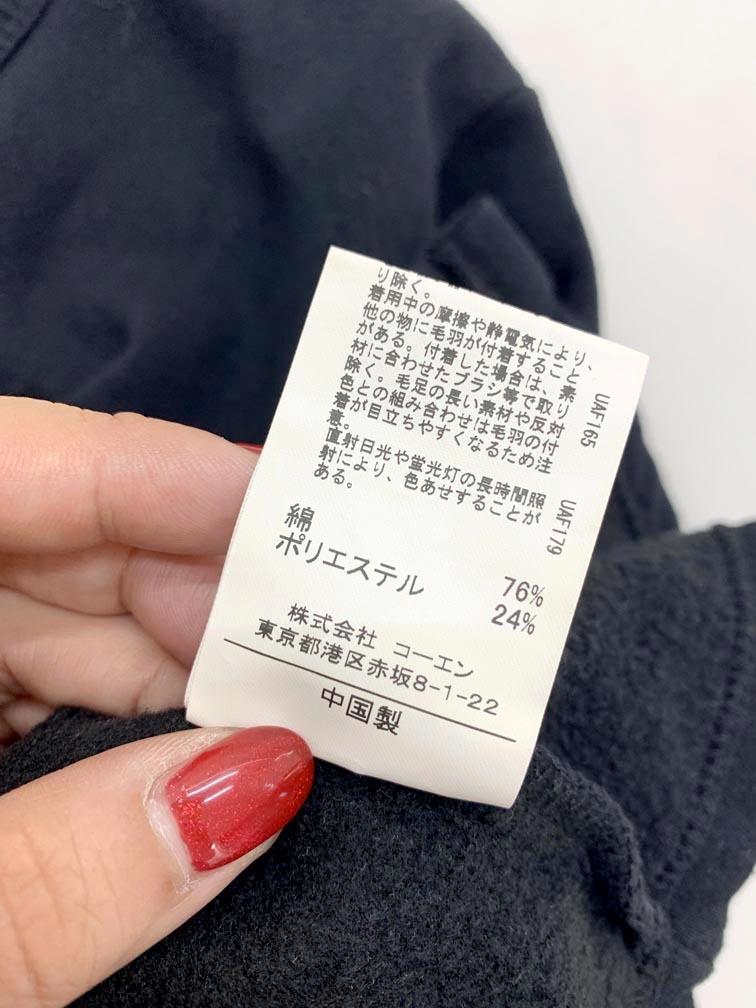 り除く。
着用中の摩擦や静電気により、
他の物に毛羽が付着すること
がある。付着した場合は、素
材に合わせたブラシ等で取り
除く。毛足の長い素材や反対
色との組み合わせは毛羽の付
着が目立ちやすくなるため注
意。
直射日光や蛍光灯の長時間照
射により、色あせすることが
ある。
UAF165
UAF179
綿 76%
ポリエステル 24%
株式会社 コーエン
東京都港区赤坂8-1-22
中国製